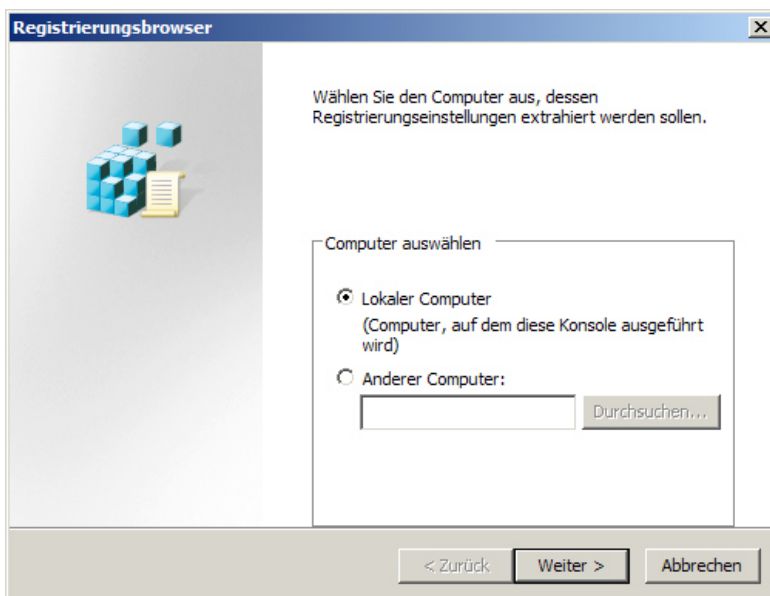 Registrierungsbrowser
Wählen Sie den Computer aus, dessen
Registrierungseinstellungen extrahiert werden sollen.
Computer auswählen
Lokaler Computer
(Computer, auf dem diese Konsole ausgeführt
wird)
Anderer Computer:
Durchsuchen...
< Zurück
Weiter >
Abbrechen